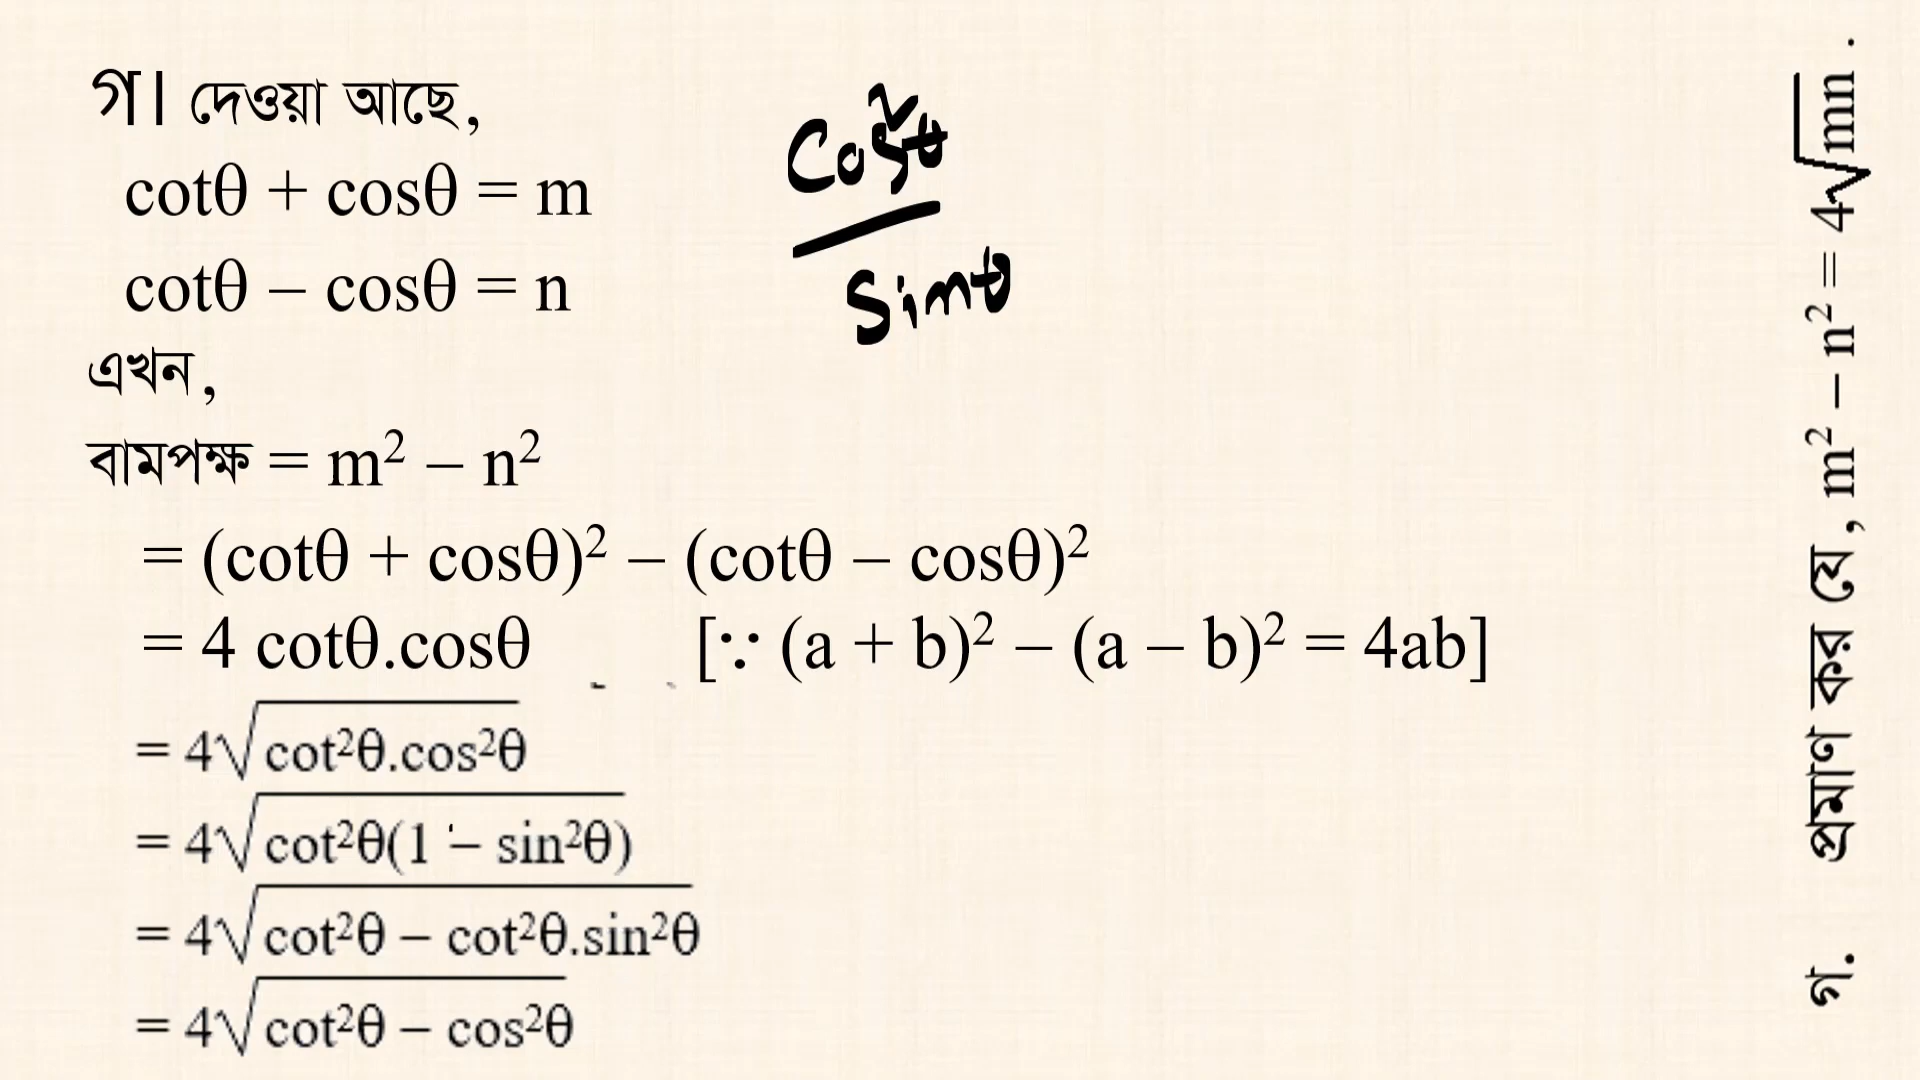 গ। দেওয়া আছে,
cotθ + cosθ = m
cotθ – cosθ = n
এখন,
বামপক্ষ = m² – n²
= (cotθ + cosθ)² – (cotθ – cosθ)²
= 4 cotθ.cosθ [∵ (a + b)² – (a – b)² = 4ab]
= 4√cot²θ.cos²θ
= 4√cot²θ(1 – sin²θ)
= 4√cot²θ – cot²θ.sin²θ
= 4√cot²θ – cos²θ
Cos²θ
Sinθ
গ. প্রমাণ কর যে, m² – n² = 4√mn .